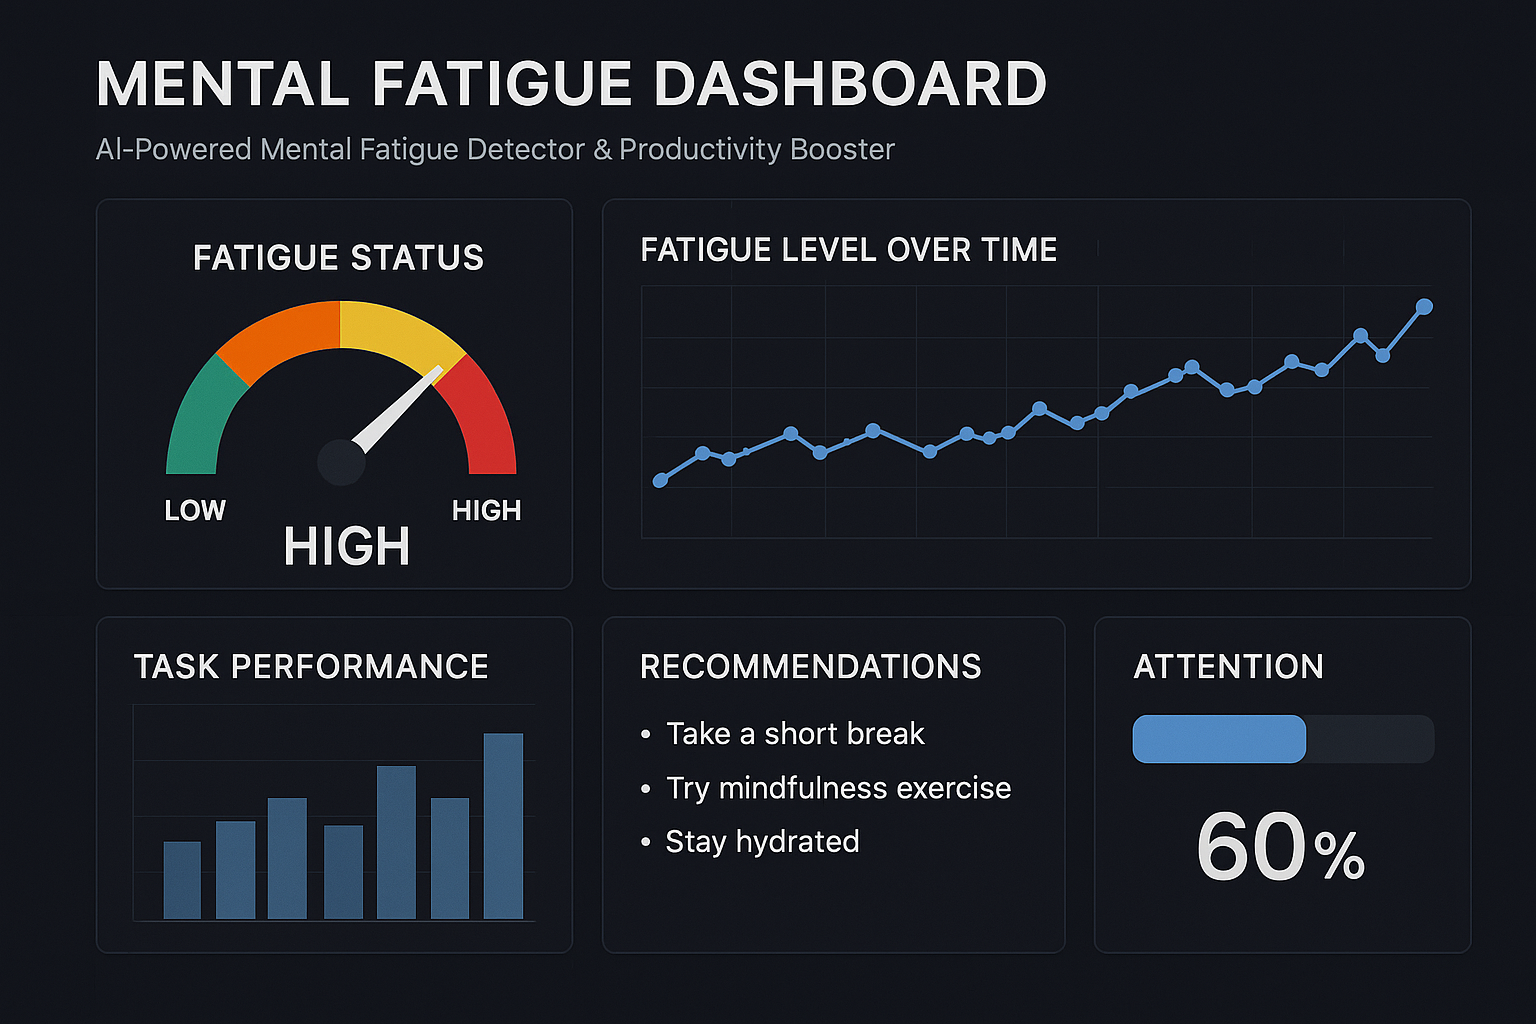 MENTAL FATIGUE DASHBOARD
AI-Powered Mental Fatigue Detector & Productivity Booster
FATIGUE STATUS
LOW
HIGH
HIGH
FATIGUE LEVEL OVER TIME
TASK PERFORMANCE
RECOMMENDATIONS
• Take a short break
• Try mindfulness exercise
• Stay hydrated
ATTENTION
60%